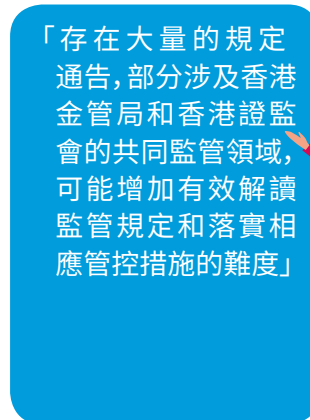 「存在大量的規定
通告，部分涉及香港
金管局和香港證監
會的共同監管領域，
可能增加有效解讀
監管規定和落實相
應管控措施的難度」